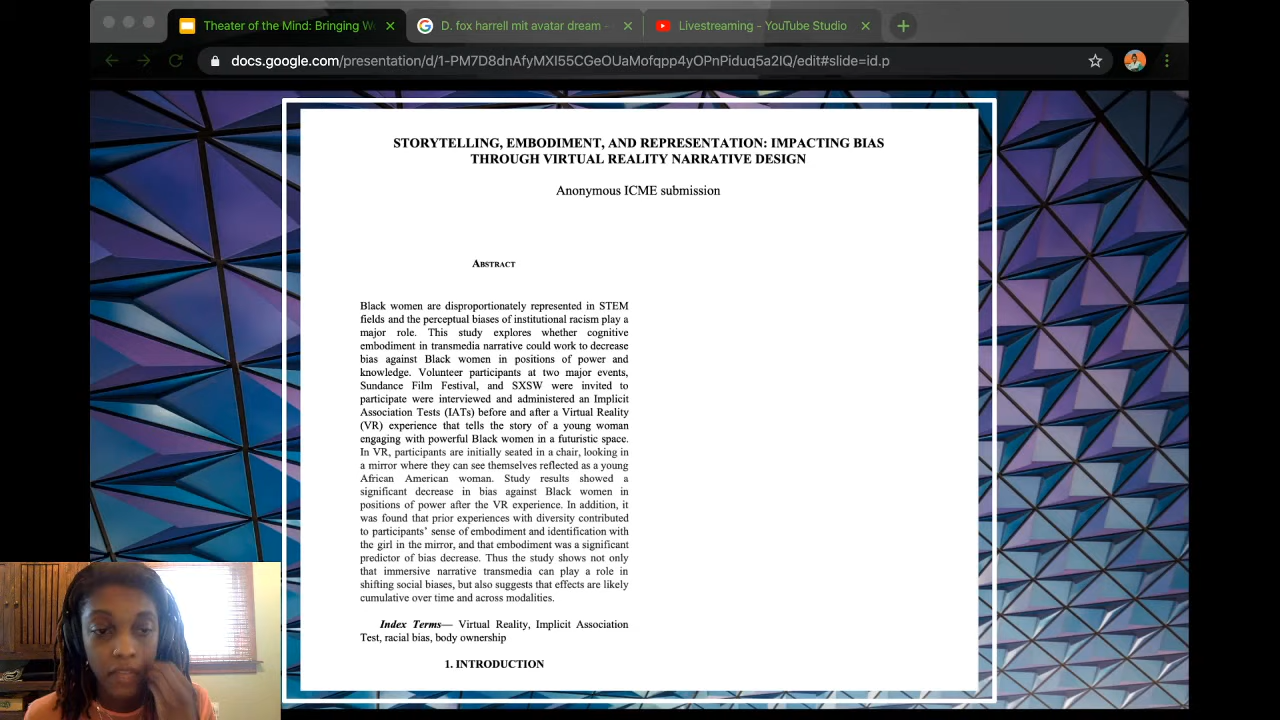 Theater of the Mind: Bringing W
D. fox harrell mit avatar dream -
Livestreaming - YouTube Studio
docs.google.com/presentation/d/1-PM7D8dnAfyMXI55CGeOUaMofqpp4yOPnPiduq5a2IQ/edit#slide=id.p
STORYTELLING, EMBODIMENT, AND REPRESENTATION: IMPACTING BIAS
THROUGH VIRTUAL REALITY NARRATIVE DESIGN
Anonymous ICME submission
ABSTRACT
Black women are disproportionately represented in STEM
fields and the perceptual biases of institutional racism play a
major role. This study explores whether cognitive
embodiment in transmedia narrative could work to decrease
bias against Black women in positions of power and
knowledge. Volunteer participants at two major events,
Sundance Film Festival, and SXSW were invited to
participate were interviewed and administered an Implicit
Association Tests (IATs) before and after a Virtual Reality
(VR) experience that tells the story of a young woman
engaging with powerful Black women in a futuristic space.
In VR, participants are initially seated in a chair, looking in
a mirror where they can see themselves reflected as a young
African American woman. Study results showed a
significant decrease in bias against Black women in
positions of power after the VR experience. In addition, it
was found that prior experiences with diversity contributed
to participants' sense of embodiment and identification with
the girl in the mirror, and that embodiment was a significant
predictor of bias decrease. Thus the study shows not only
that immersive narrative transmedia can play a role in
shifting social biases, but also suggests that effects are likely
cumulative over time and across modalities.
Index Terms— Virtual Reality, Implicit Association
Test, racial bias, body ownership
1. INTRODUCTION